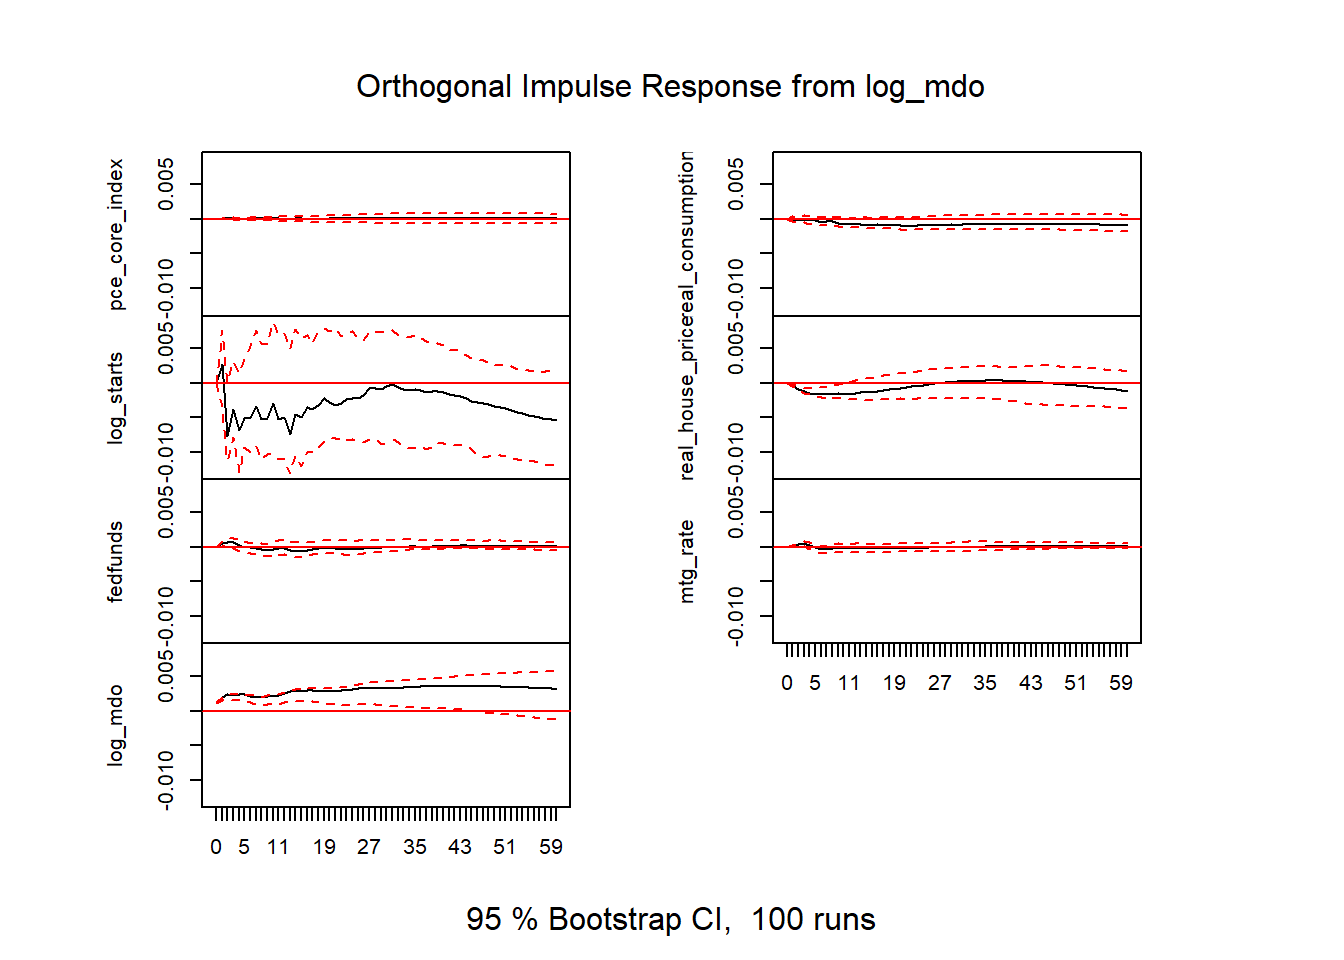 Orthogonal Impulse Response from log_mdo
pce_core_index
-0.010 0.005
log_starts
-0.010 0.005
fedfunds
-0.010 0.005
log_mdo
-0.010 0.005
0 5 11 19 27 35 43 51 59
real_consumption
-0.010 0.005
real_house_price
-0.010 0.005
mtg_rate
-0.010 0.005
0 5 11 19 27 35 43 51 59
95 % Bootstrap CI, 100 runs